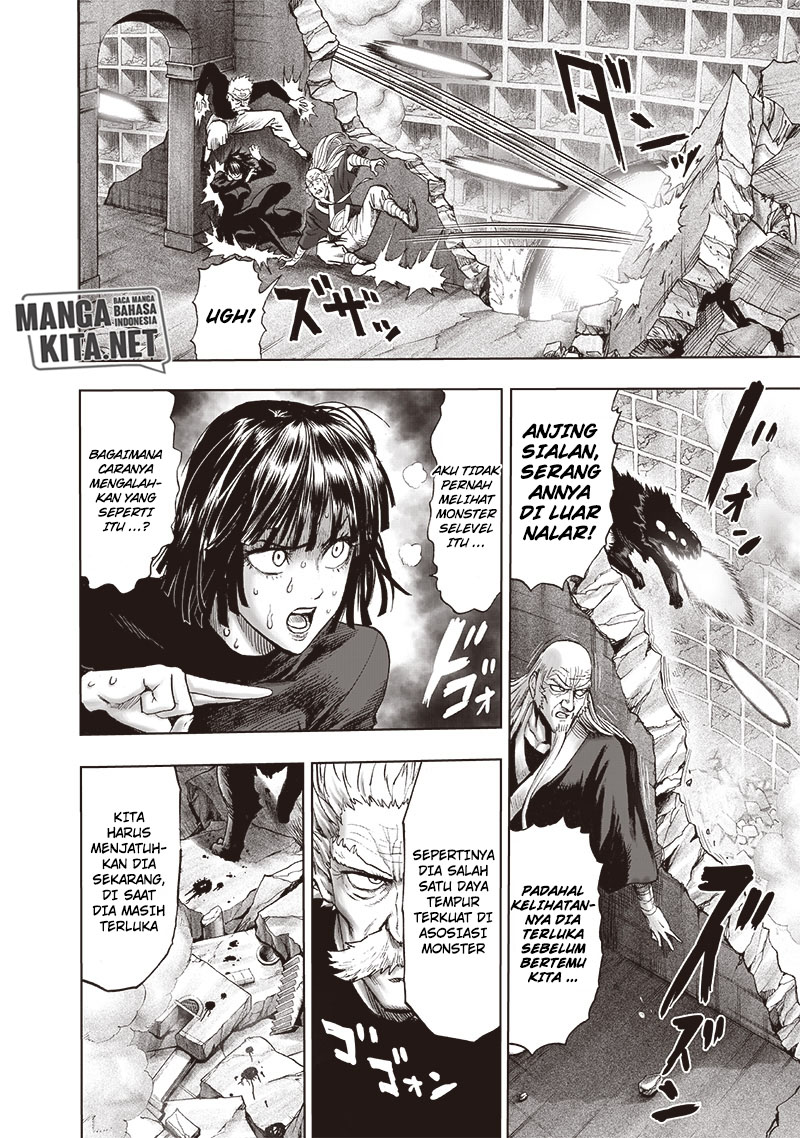 ダンッ
UGH!
ズザッ
MANGA
KITA.NET
BACA MANGA
BAHASA
INDONESIA
ドォン
ANJING
SIALAN,
SERANG
ANNYA
DI LUAR
NALAR!
PADAHAL
KELIHATAN-
NYA DIA
TERLUKA
SEBELUM
BERTEMU
KITA ...
ズズン
AKU TIDAK
PERNAH
MELIHAT
MONSTER
SELEVEL
ITU ...
BAGAIMANA
CARANYA
MENGALAH-
KAN YANG
SEPERTI
ITU ...?
ドゴォ
SEPERTINYA
DIA SALAH
SATU DAYA
TEMPUR
TERKUAT DI
ASOSIASI
MONSTER
ゴゴォン
KITA
HARUS
MENJATUH-
KAN DIA
SEKARANG,
DI SAAT
DIA MASIH
TERLUKA